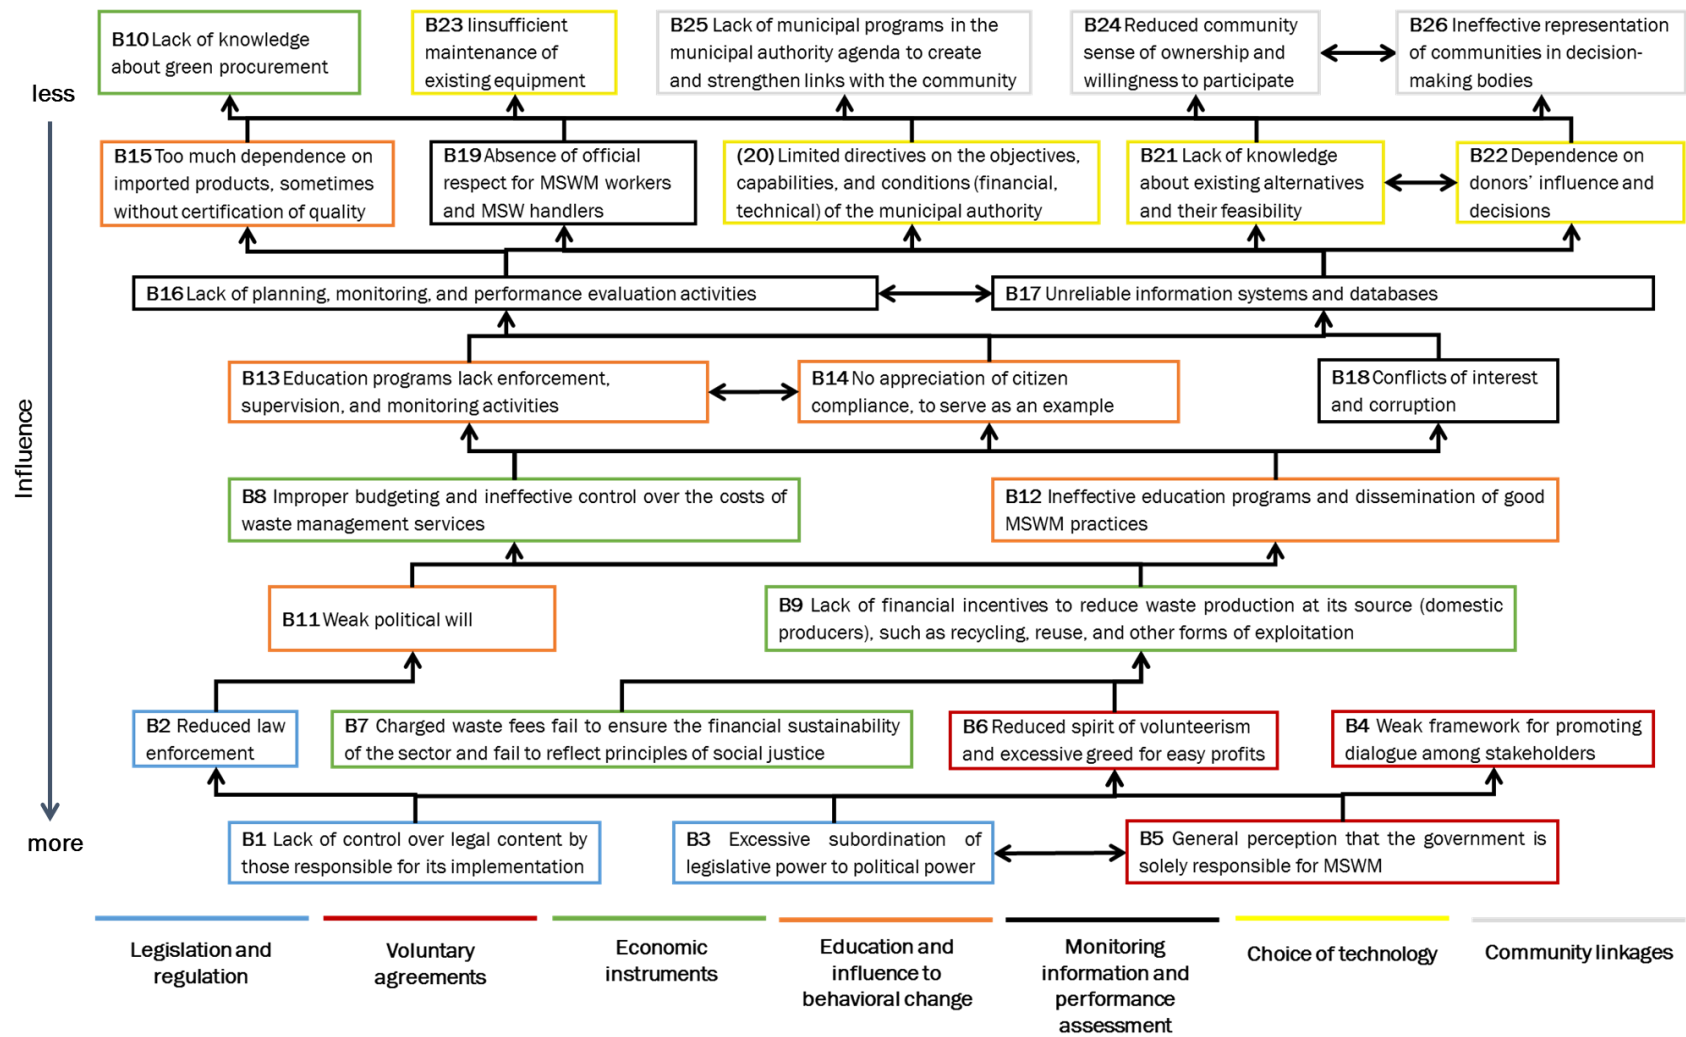 B10 Lack of knowledge
about green procurement
B23 Iinsufficient
maintenance of
existing equipment
B25 Lack of municipal programs in the
municipal authority agenda to create
and strengthen links with the community
B24 Reduced community
sense of ownership and
willingness to participate
B26 Ineffective representation
of communities in decision-
making bodies
less
B15 Too much dependence on
imported products, sometimes
without certification of quality
B19 Absence of official
respect for MSWM workers
and MSW handlers
(20) Limited directives on the objectives,
capabilities, and conditions (financial,
technical) of the municipal authority
B21 Lack of knowledge
about existing alternatives
and their feasibility
B22 Dependence on
donors’ influence and
decisions
B16 Lack of planning, monitoring, and performance evaluation activities
B17 Unreliable information systems and databases
B13 Education programs lack enforcement,
supervision, and monitoring activities
B14 No appreciation of citizen
compliance, to serve as an example
B18 Conflicts of interest
and corruption
Influence
B8 Improper budgeting and ineffective control over the costs of
waste management services
B12 Ineffective education programs and dissemination of good
MSWM practices
B11 Weak political will
B9 Lack of financial incentives to reduce waste production at its source (domestic
producers), such as recycling, reuse, and other forms of exploitation
B2 Reduced law
enforcement
B7 Charged waste fees fail to ensure the financial sustainability
of the sector and fail to reflect principles of social justice
B6 Reduced spirit of volunteerism
and excessive greed for easy profits
B4 Weak framework for promoting
dialogue among stakeholders
more
B1 Lack of control over legal content by
those responsible for its implementation
B3 Excessive subordination of
legislative power to political power
B5 General perception that the government is
solely responsible for MSWM
Legislation and
regulation
Voluntary
agreements
Economic
instruments
Education and
influence to
behavioral change
Monitoring
information and
performance
assessment
Choice of technology
Community linkages